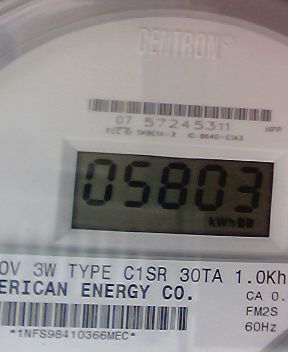 CENTRON®
07 57245311
HPP
05803
kWh
0V 3W TYPE C1SR 30TA 1.0Kh
ERICAN ENERGY CO.
CA 0.
FM2S
*1NFS98410366MEC*
60Hz